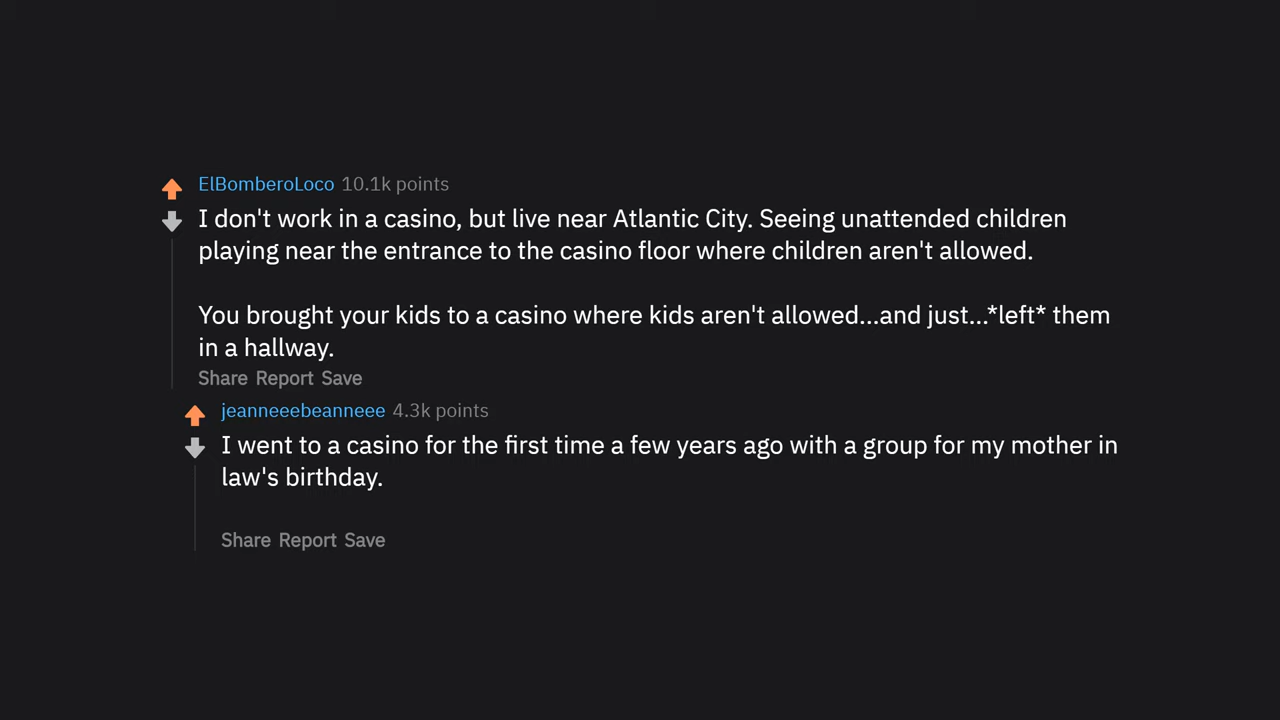 ElBomberoLoco 10.1k points
I don't work in a casino, but live near Atlantic City. Seeing unattended children
playing near the entrance to the casino floor where children aren't allowed.
You brought your kids to a casino where kids aren't allowed...and just...*left* them
in a hallway.
Share Report Save
jeanneeebeanneee 4.3k points
I went to a casino for the first time a few years ago with a group for my mother in
law's birthday.
Share Report Save